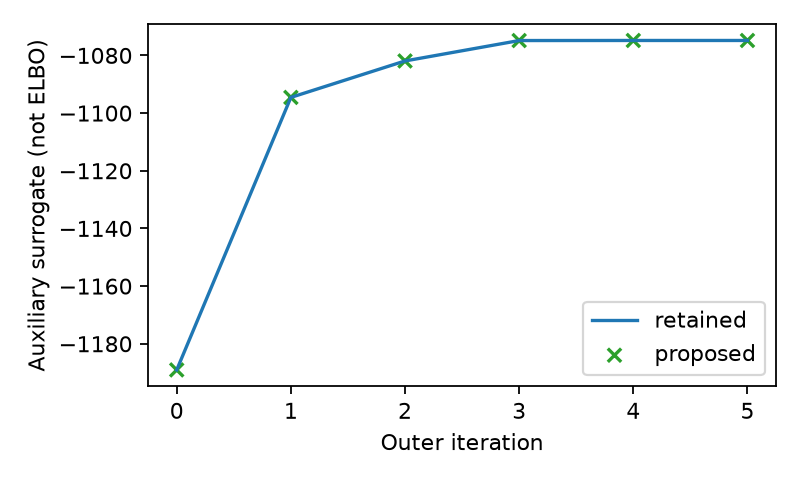 Auxiliary surrogate (not ELBO)
−1080
−1100
−1120
−1140
−1160
−1180
retained
proposed
0 1 2 3 4 5
Outer iteration